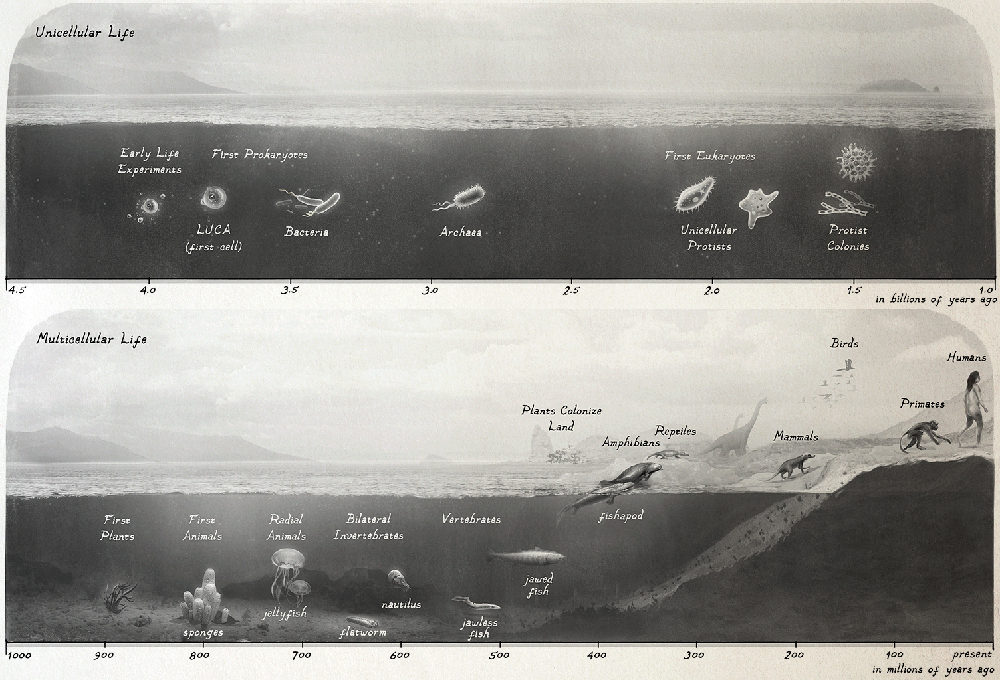 Unicellular Life
Early Life
Experiments
First Prokaryotes
LUCA
(first cell)
Bacteria
Archaea
First Eukaryotes
Unicellular
Protists
Protist
Colonies
4.5
4.0
3.5
3.0
2.5
2.0
1.5
1.0
in billions of years ago
Multicellular Life
Birds
Humans
Primates
Plants Colonize
Land
Reptiles
Amphibians
Mammals
fishapod
First
Plants
First
Animals
Radial
Animals
Bilateral
Invertebrates
Vertebrates
jawed
fish
nautilus
jellyfish
jawless
fish
flatworm
sponges
1000
900
800
700
600
500
400
300
200
100
present
in millions of years ago